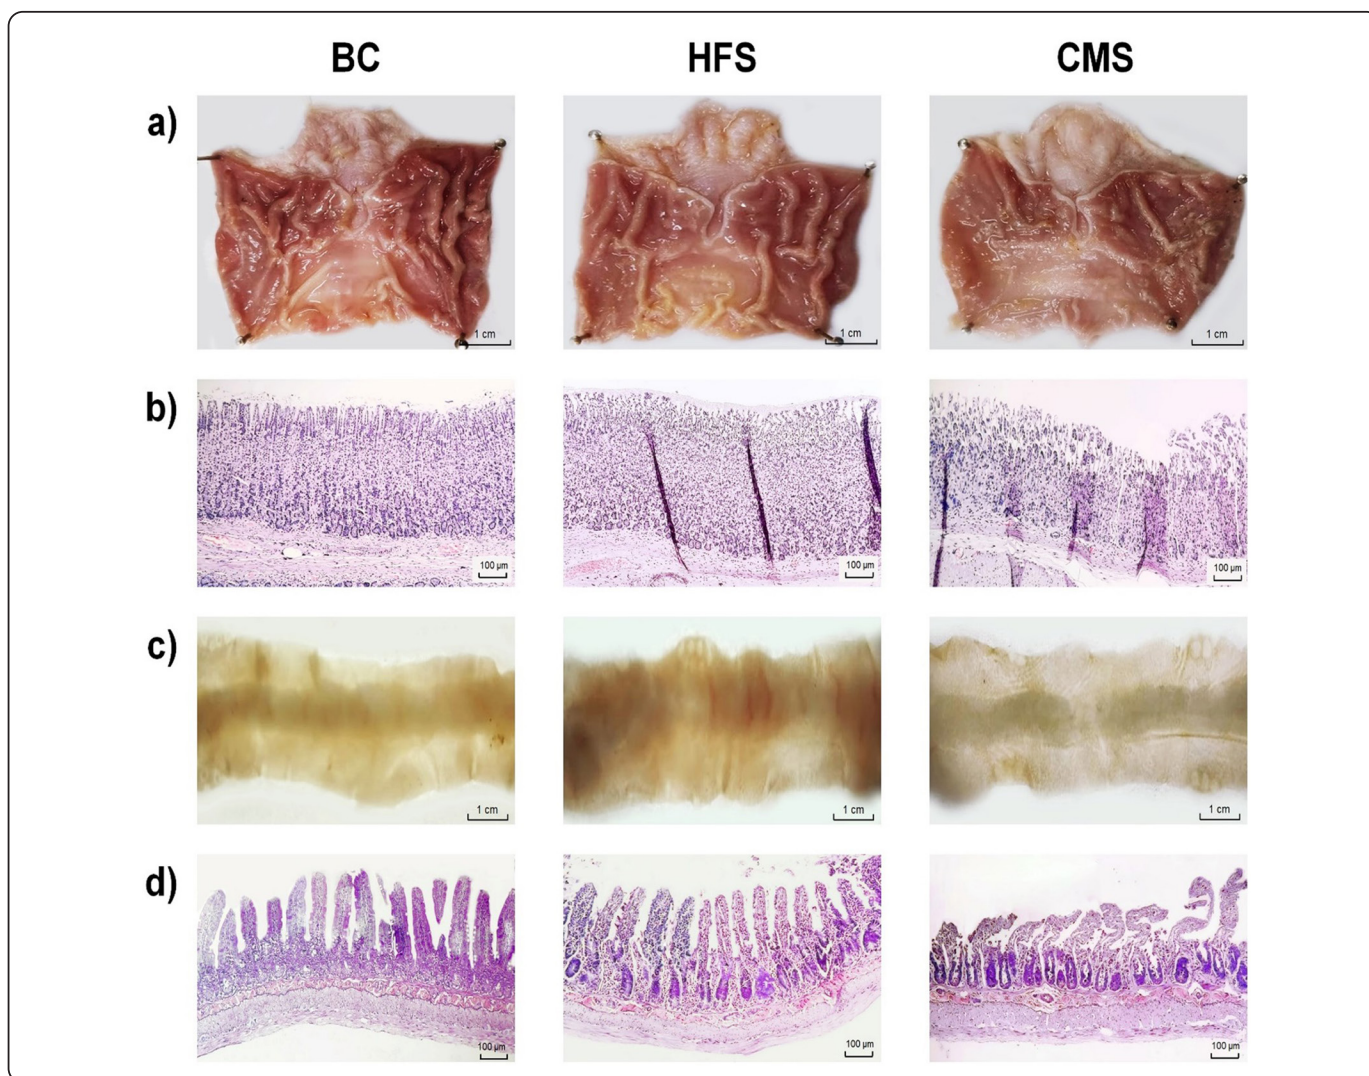 BC HFS CMS
a)
1 cm 1 cm 1 cm
b)
100 µm 100 µm 100 µm
c)
1 cm 1 cm 1 cm
d)
100 µm 100 µm 100 µm